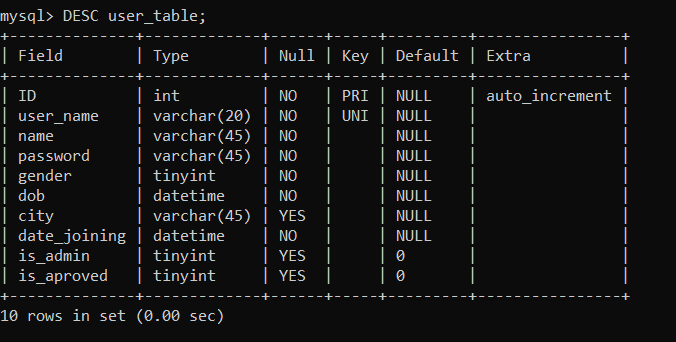 mysql> DESC user_table;
+--------------+-------------+------+-----+---------+----------------+
| Field        | Type        | Null | Key | Default | Extra          |
+--------------+-------------+------+-----+---------+----------------+
| ID           | int         | NO   | PRI | NULL    | auto_increment |
| user_name    | varchar(20) | NO   | UNI | NULL    |                |
| name         | varchar(45) | NO   |     | NULL    |                |
| password     | varchar(45) | NO   |     | NULL    |                |
| gender       | tinyint     | NO   |     | NULL    |                |
| dob          | datetime    | NO   |     | NULL    |                |
| city         | varchar(45) | YES  |     | NULL    |                |
| date_joining | datetime    | NO   |     | NULL    |                |
| is_admin     | tinyint     | YES  |     | 0       |                |
| is_aproved   | tinyint     | YES  |     | 0       |                |
+--------------+-------------+------+-----+---------+----------------+
10 rows in set (0.00 sec)